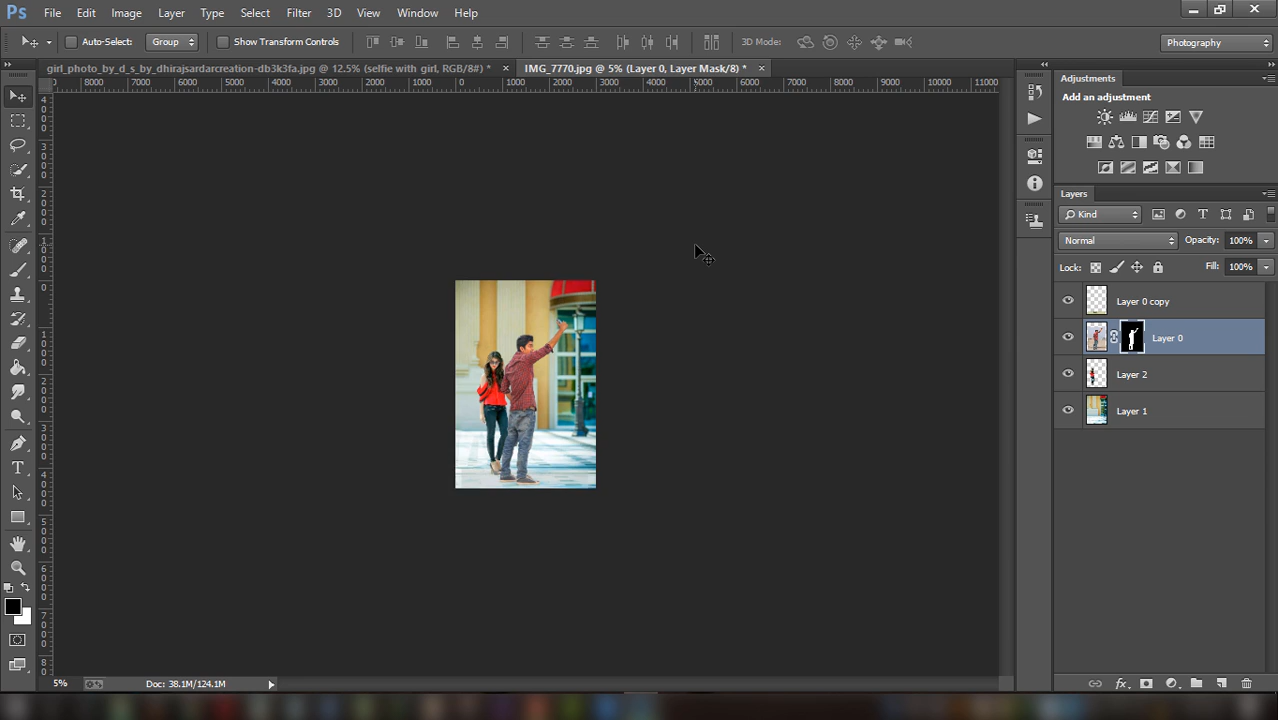 Ps File Edit Image Layer Type Select Filter 3D View Window Help
Auto-Select: Group Show Transform Controls 3D Mode: Photography
girl_photo_by_d_s_by_dhirajsardarcreation-db3k3fa.jpg @ 12.5% (selfie with girl, RGB/8#) * × IMG_7770.jpg @ 5% (Layer 0, Layer Mask/8) * ×
8000 7000 6000 5000 4000 3000 2000 1000 0 1000 2000 3000 4000 5000 6000 7000 8000 9000 10000 11000
Adjustments
Add an adjustment
Layers
Kind
Normal Opacity: 100%
Lock: Fill: 100%
Layer 0 copy
Layer 0
Layer 2
Layer 1
5% Doc: 38.1M/124.1M